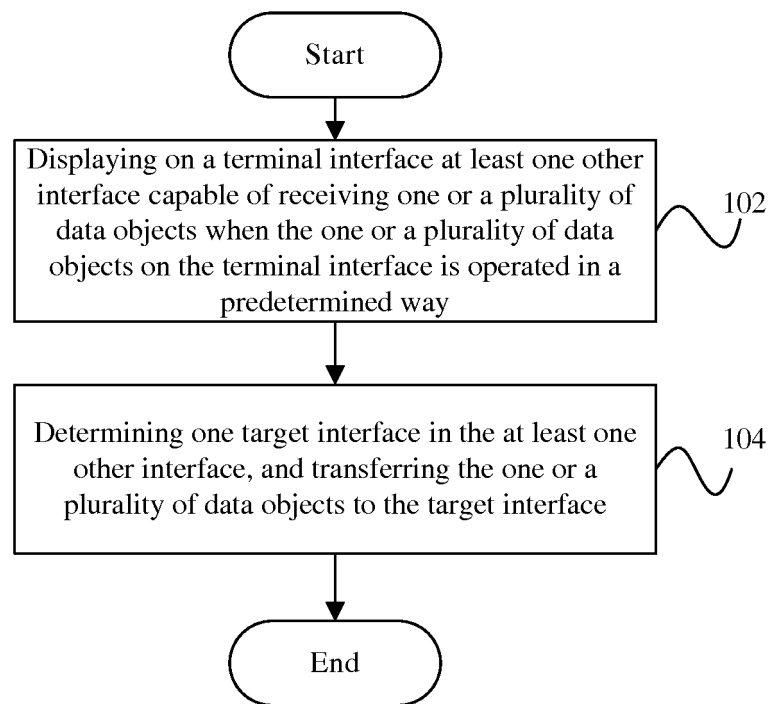 Start
Displaying on a terminal interface at least one other
interface capable of receiving one or a plurality of
data objects when the one or a plurality of data
objects on the terminal interface is operated in a
predetermined way
102
Determining one target interface in the at least one
other interface, and transferring the one or a
plurality of data objects to the target interface
104
End